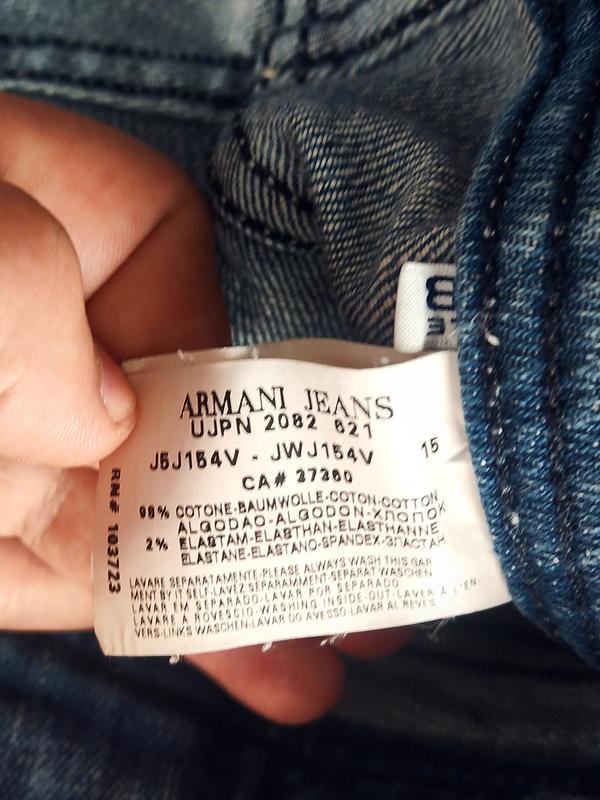 ARMANI JEANS
UJPN 2082 621
J5J154V - JWJ154V
15
CA# 27360
98% COTONE-BAUMWOLLE-COTON-COTTON
ALGODAO-ALGODON-ХЛОПОК
2% ELASTAM-ELASTHAN-ELASTHANNE
ELASTANE-ELASTANO-SPANDEX-ЭЛАСТАН
LAVARE SEPARATAMENTE-PLEASE ALWAYS WASH THIS GAR
MENT BY IT SELF-LAVEZ SEPARAMMENT-SEPARAT WASCHEN
LAVAR EM SEPARADO-LAVAR POR SEPARADO
LAVARE A ROVESCIO-WASHING INSIDE-OUT-LAVER A L'EN-
VERS-LINKS WASCHEN-LAVAR DO AVESSO-LAVAR AL REVES
RN# 103723